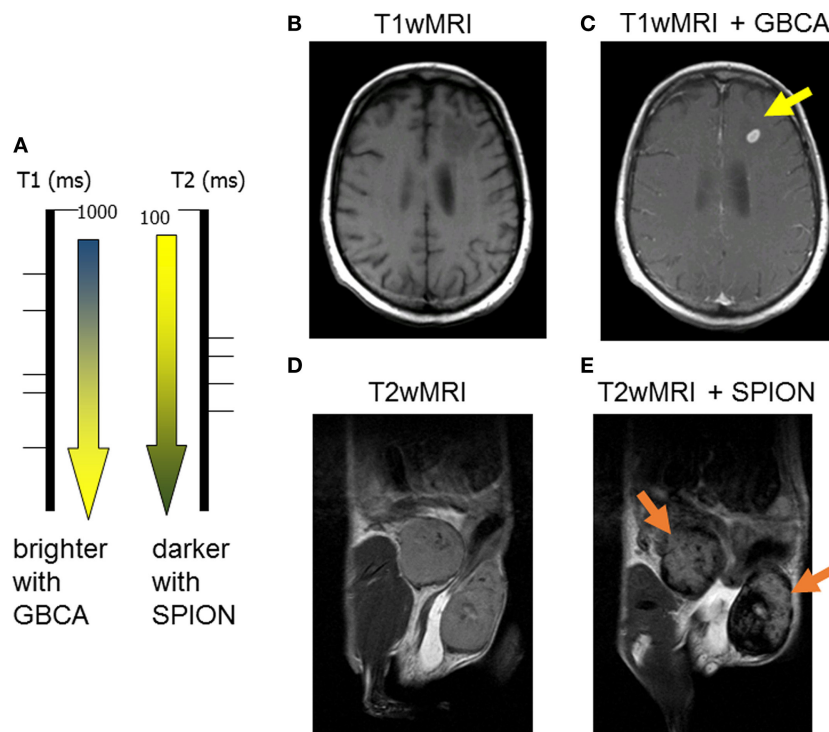 A
T1 (ms)
T2 (ms)
1000
100
brighter
with
GBCA
darker
with
SPION
B
T1wMRI
C
T1wMRI + GBCA
D
T2wMRI
E
T2wMRI + SPION